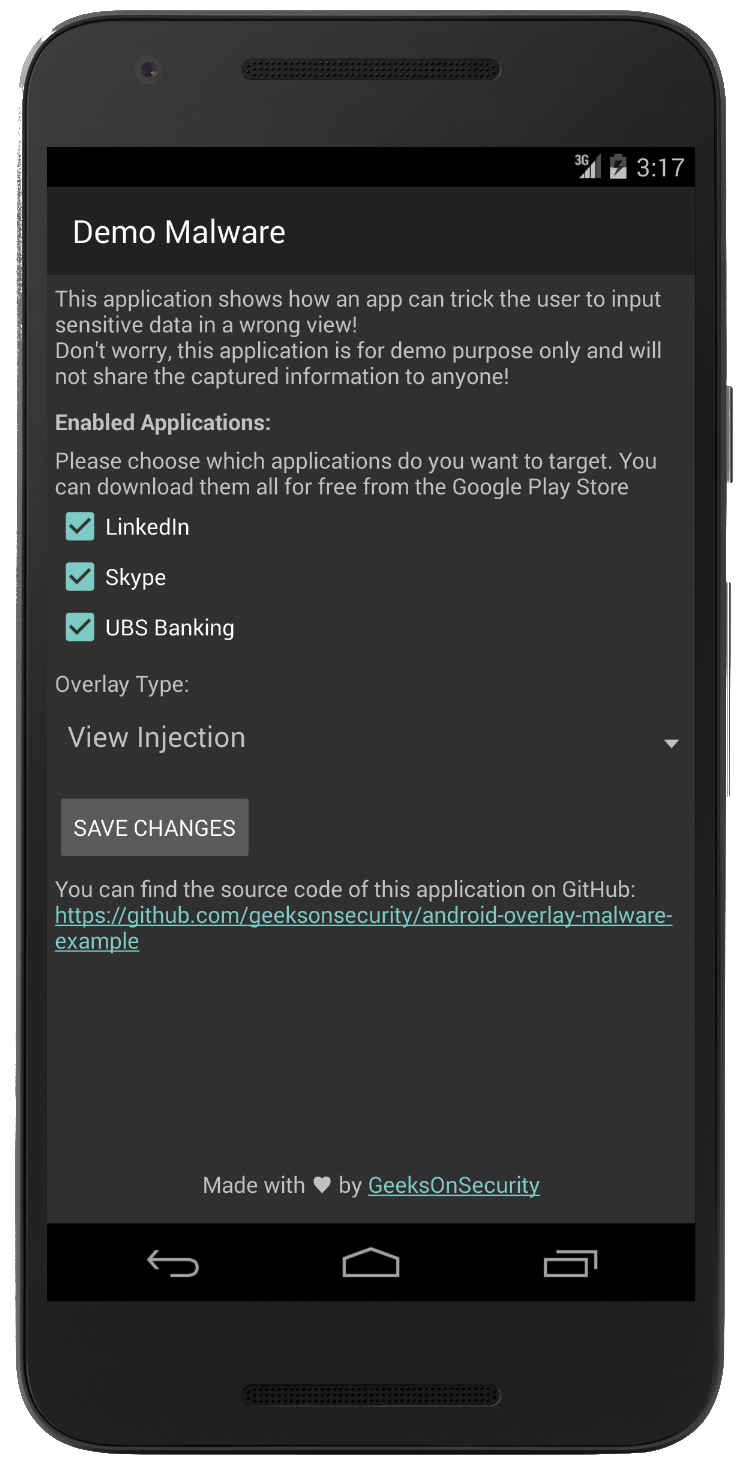 3G 3:17
Demo Malware
This application shows how an app can trick the user to input
sensitive data in a wrong view!
Don't worry, this application is for demo purpose only and will
not share the captured information to anyone!
Enabled Applications:
Please choose which applications do you want to target. You
can download them all for free from the Google Play Store
LinkedIn
Skype
UBS Banking
Overlay Type:
View Injection
SAVE CHANGES
You can find the source code of this application on GitHub:
https://github.com/geeksonsecurity/android-overlay-malware-
example
Made with ♥ by GeeksOnSecurity